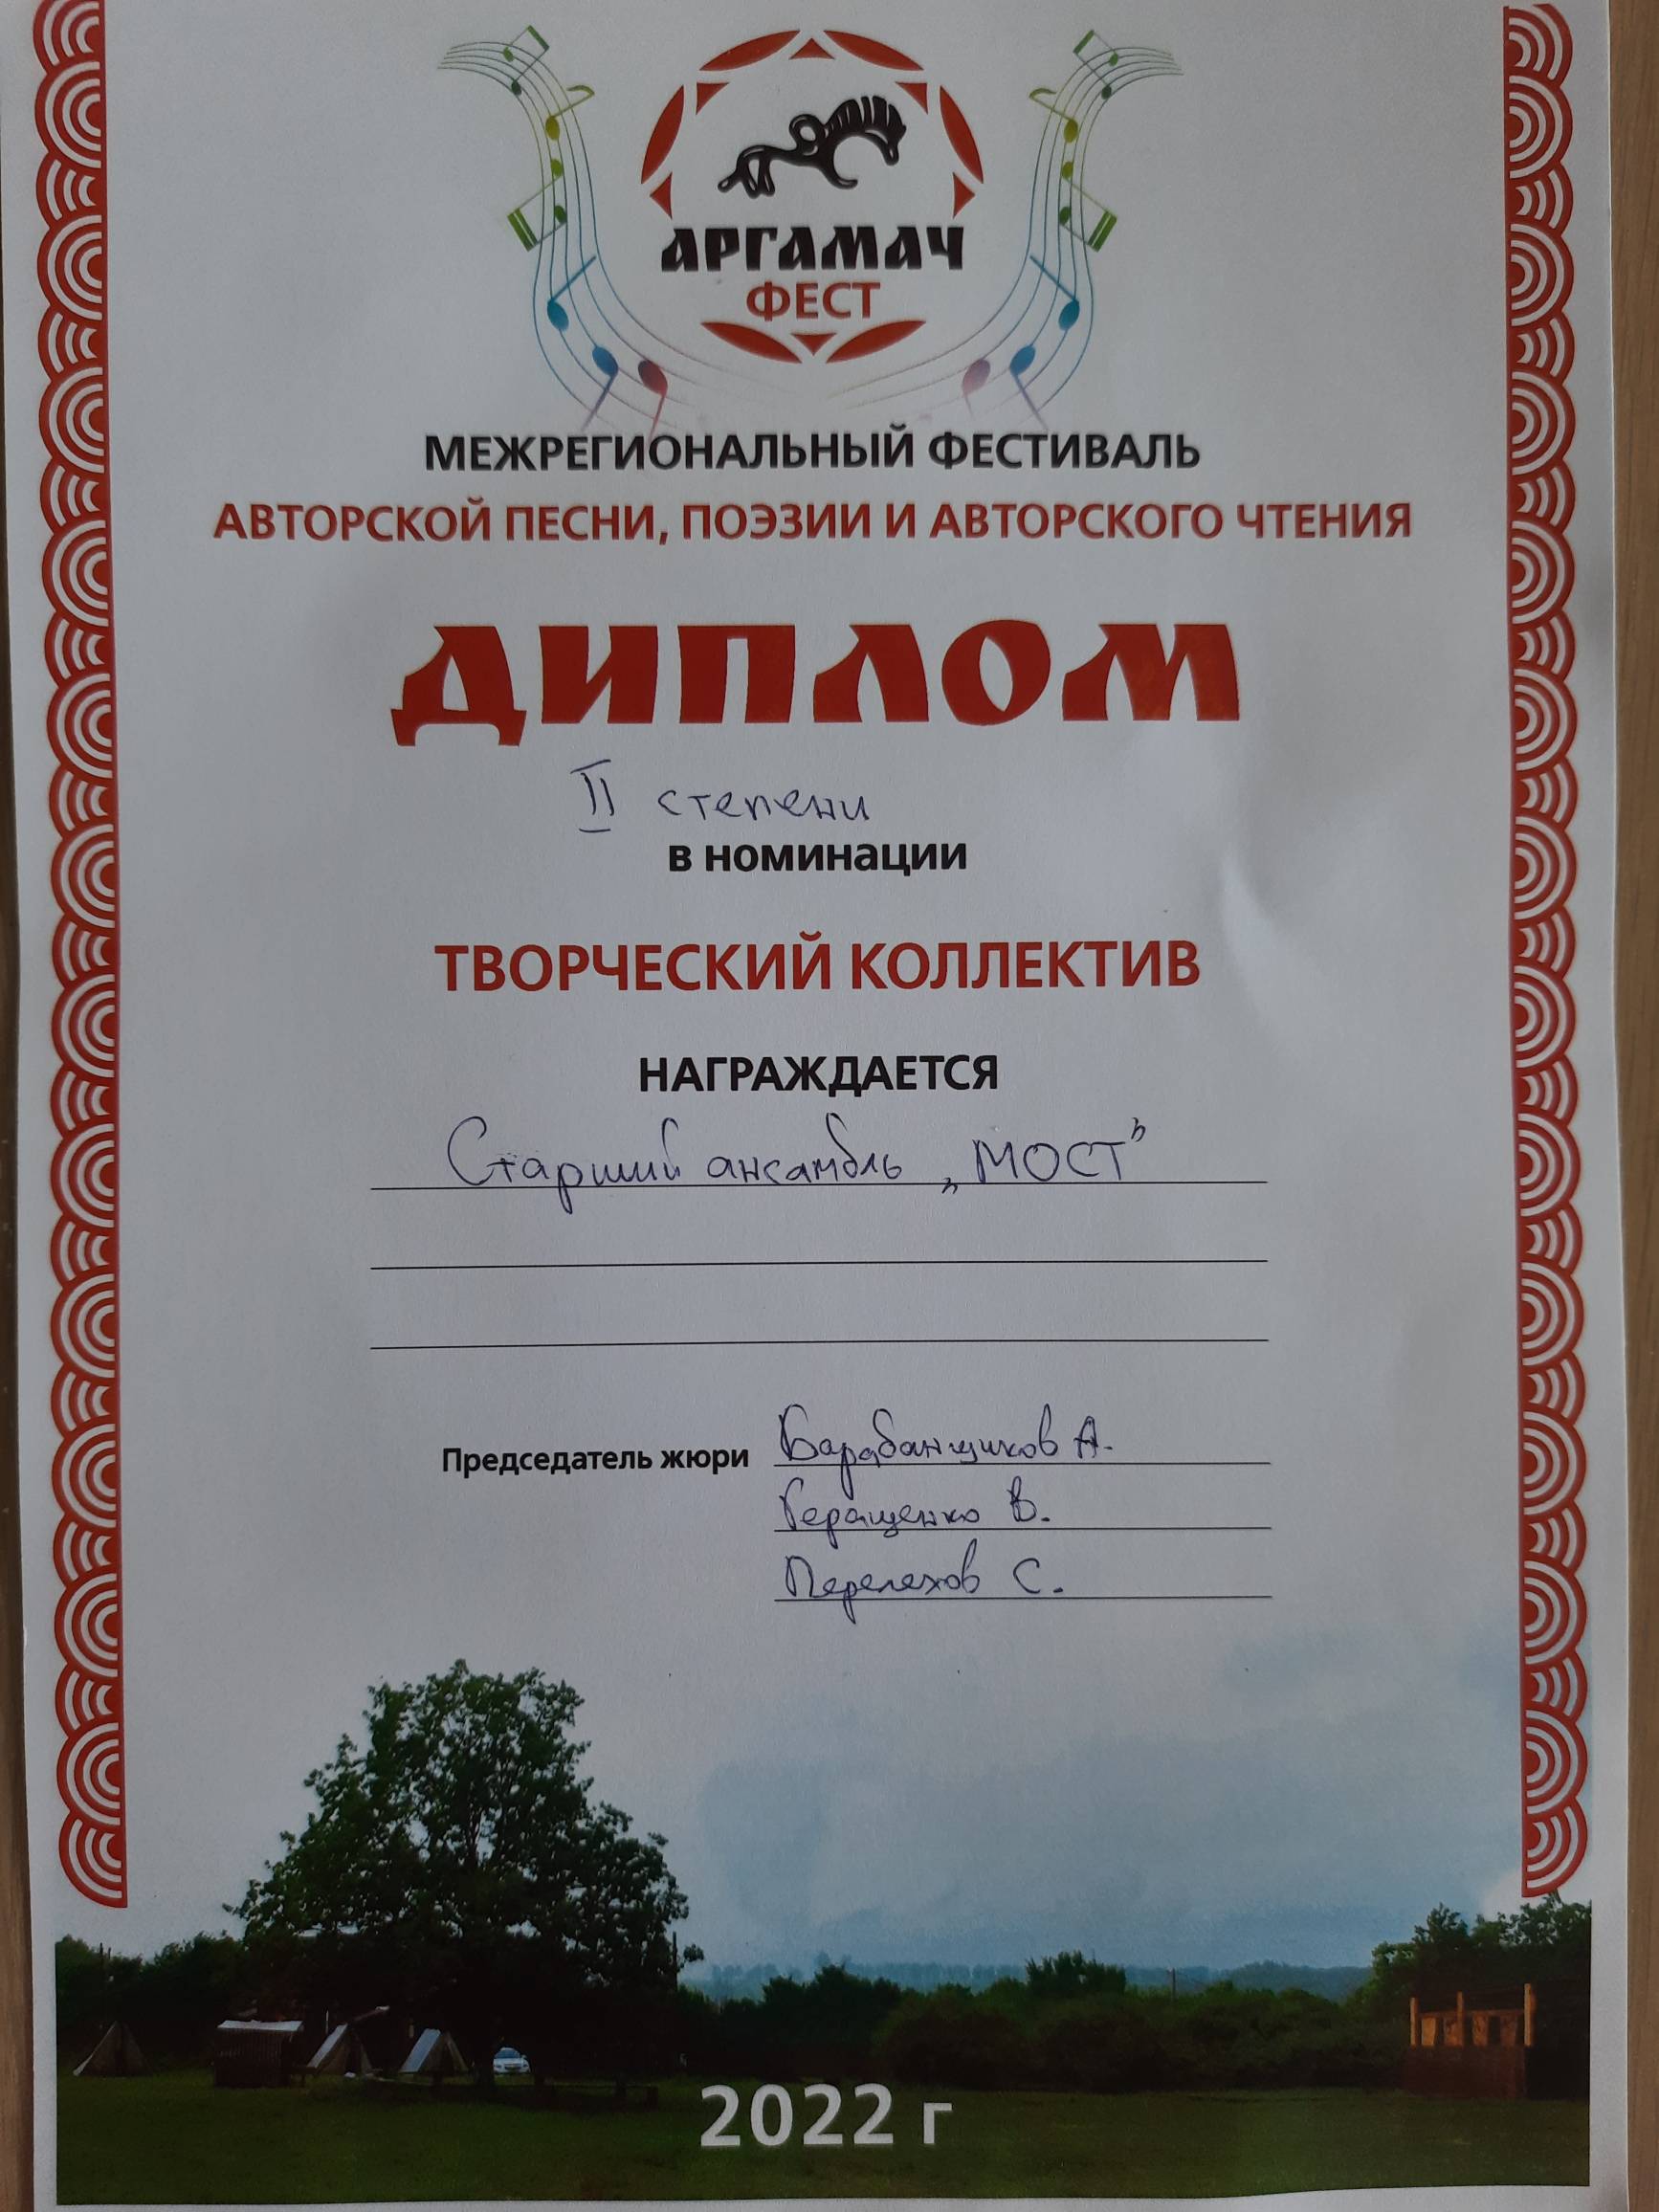 АРГАМАЧ
ФЕСТ
МЕЖРЕГИОНАЛЬНЫЙ ФЕСТИВАЛЬ
АВТОРСКОЙ ПЕСНИ, ПОЭЗИИ И АВТОРСКОГО ЧТЕНИЯ
ДИПЛОМ
II степени
в номинации
ТВОРЧЕСКИЙ КОЛЛЕКТИВ
НАГРАЖДАЕТСЯ
Старший ансамбль „МОСТ”
Председатель жюри Барабанщиков А.
Геращенко В.
Перелехов С.
2022 г